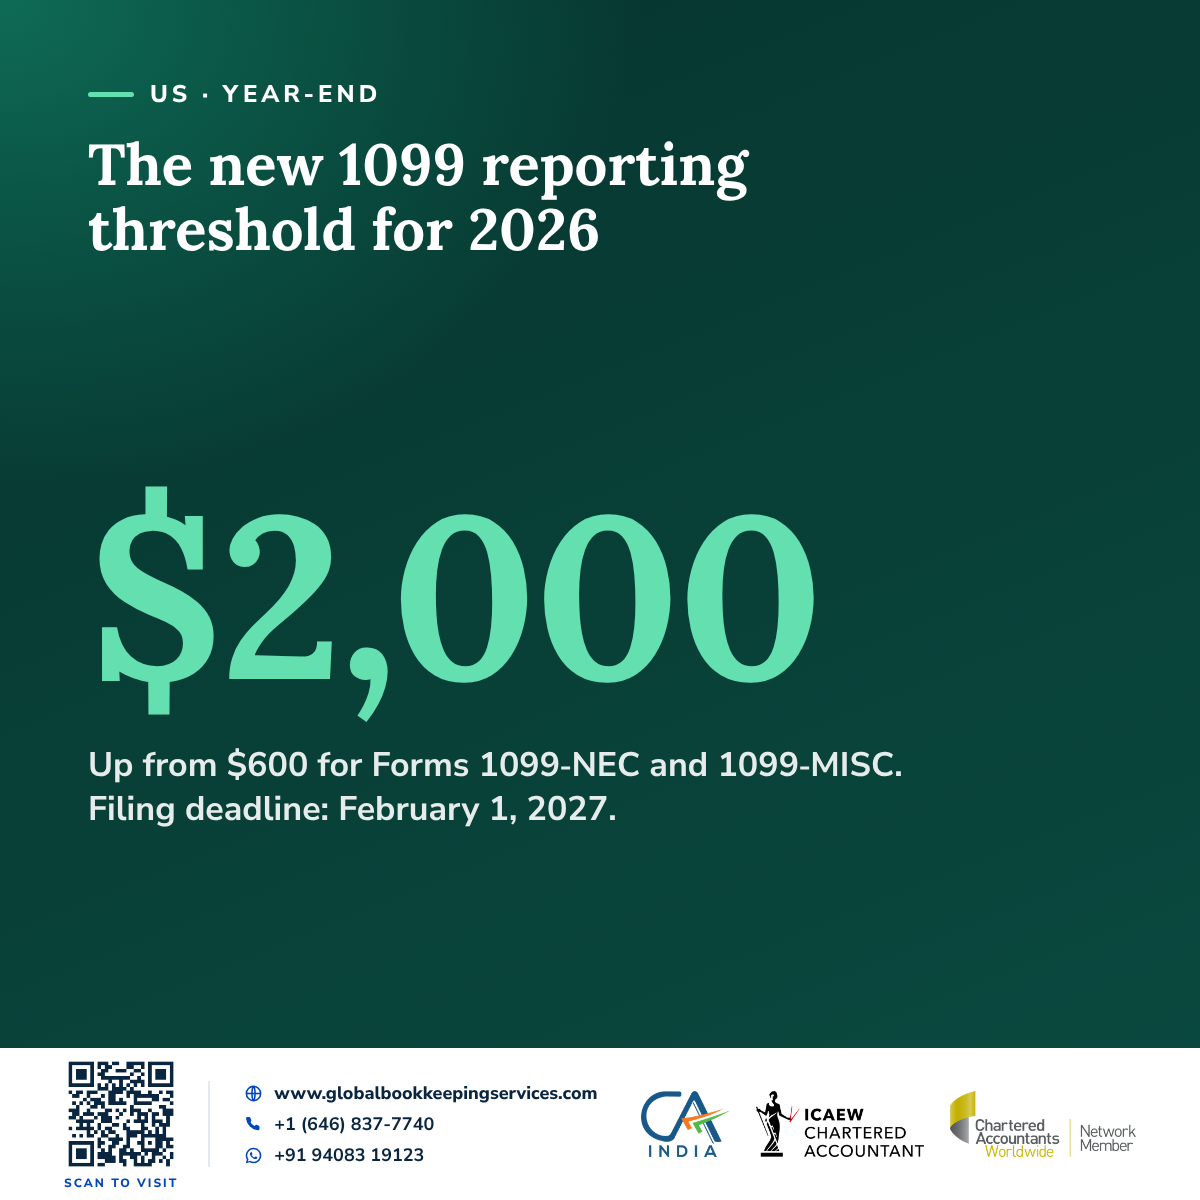 US · YEAR-END
The new 1099 reporting
threshold for 2026
$2,000
Up from $600 for Forms 1099-NEC and 1099-MISC.
Filing deadline: February 1, 2027.
SCAN TO VISIT
www.globalbookkeepingservices.com
+1 (646) 837-7740
+91 94083 19123
CA
INDIA
ICAEW
CHARTERED
ACCOUNTANT
Chartered
Accountants
Worldwide
Network
Member